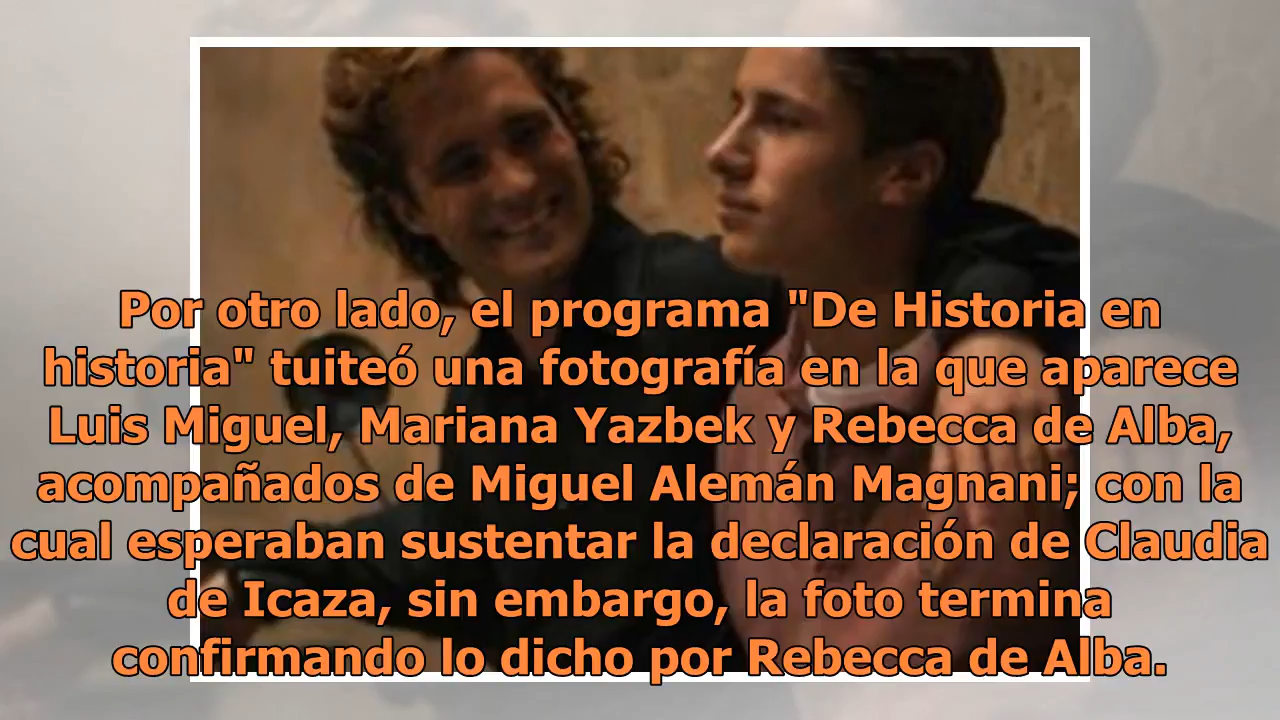 Por otro lado, el programa "De Historia en
historia" tuiteó una fotografía en la que aparece
Luis Miguel, Mariana Yazbek y Rebecca de Alba,
acompañados de Miguel Alemán Magnani; con la
cual esperaban sustentar la declaración de Claudia
de Icaza, sin embargo, la foto termina
confirmando lo dicho por Rebecca de Alba.